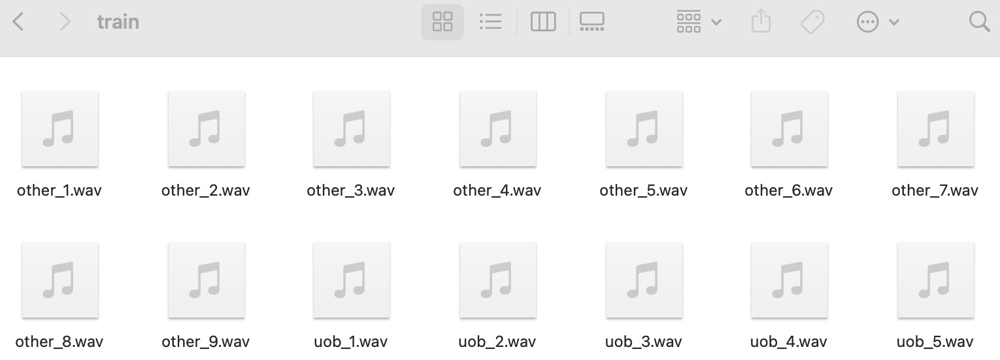 train
other_1.wav other_2.wav other_3.wav other_4.wav other_5.wav other_6.wav other_7.wav
other_8.wav other_9.wav uob_1.wav uob_2.wav uob_3.wav uob_4.wav uob_5.wav